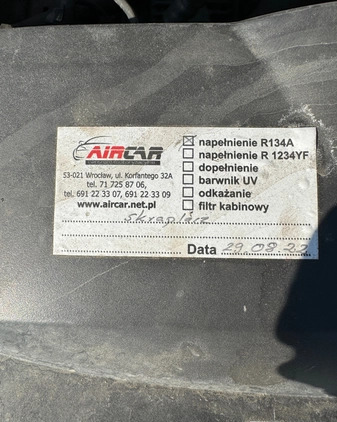 AIRCAR
53-021 Wrocław, ul. Korfantego 32A
tel. 71 725 87 06,
tel. 691 22 33 07, 691 22 33 09
www.aircar.net.pl
napełnienie R134A
napełnienie R 1234YF
dopełnienie
barwnik UV
odkażanie
filtr kabinowy
skraplacz
Data 29.08.22